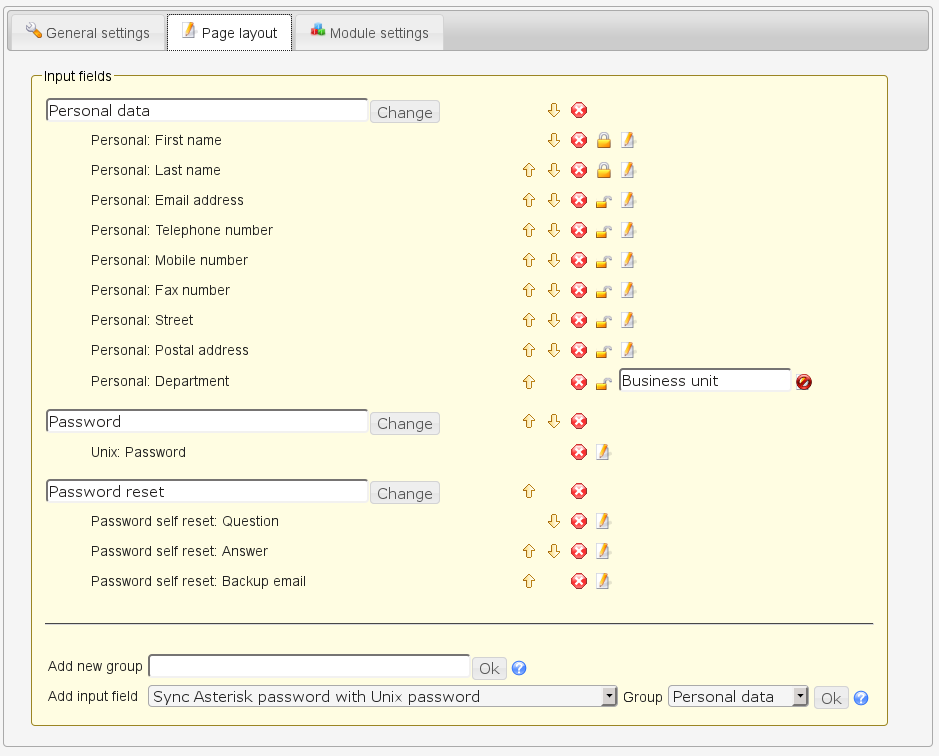 General settings Page layout Module settings
Input fields
Personal data Change
Personal: First name
Personal: Last name
Personal: Email address
Personal: Telephone number
Personal: Mobile number
Personal: Fax number
Personal: Street
Personal: Postal address
Personal: Department Business unit
Password Change
Unix: Password
Password reset Change
Password self reset: Question
Password self reset: Answer
Password self reset: Backup email
Add new group Ok
Add input field Sync Asterisk password with Unix password Group Personal data Ok